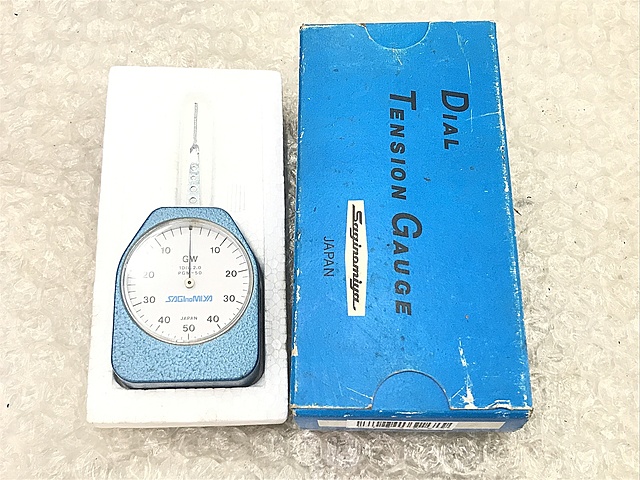 10 10
GW
20 20
30 30
SAGInoMIYA
40 40
JAPAN
50
DIAL
TENSION GAUGE
Saginomiya
JAPAN